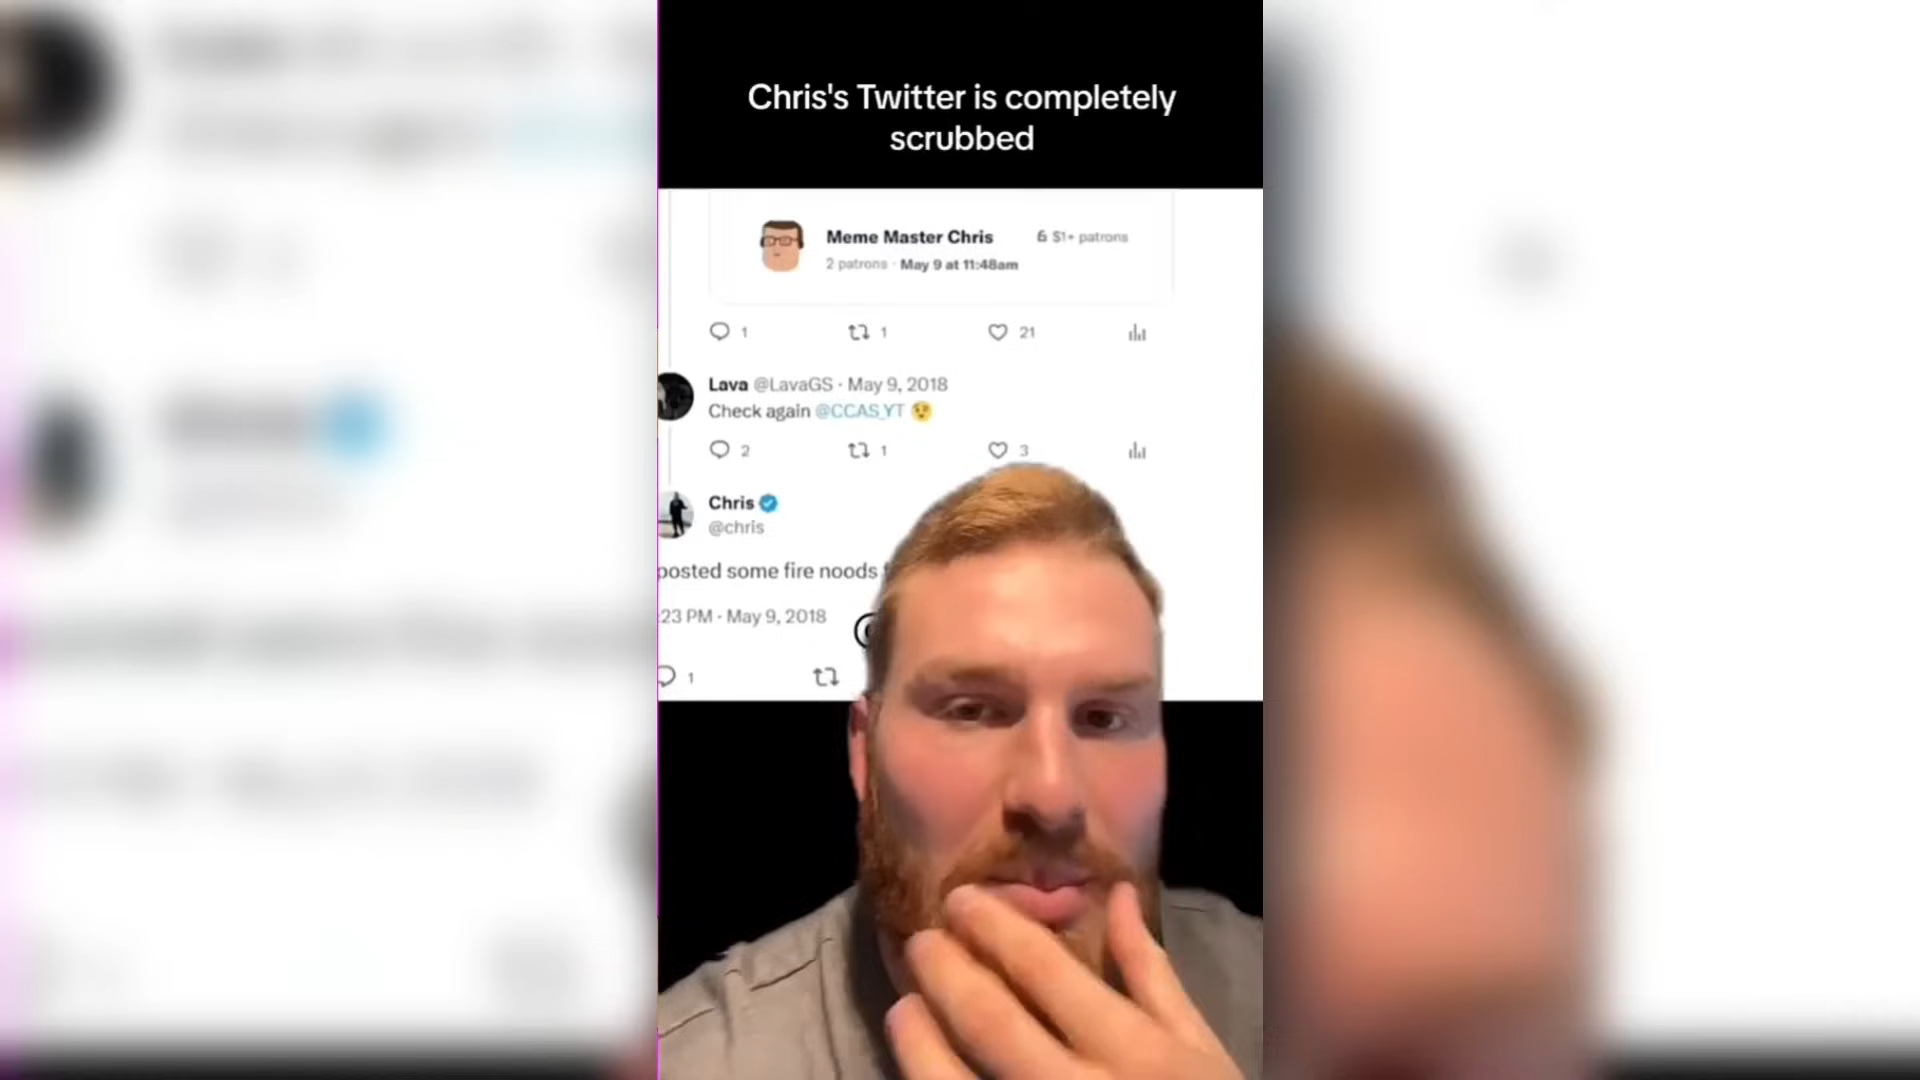 Chris's Twitter is completely
scrubbed
Meme Master Chris 6 $1+ patrons
2 patrons · May 9 at 11:48am
1 1 21
Lava @LavaGS · May 9, 2018
Check again @CCAS_YT
2 1 3
Chris
@chris
posted some fire noods
:23 PM · May 9, 2018
1